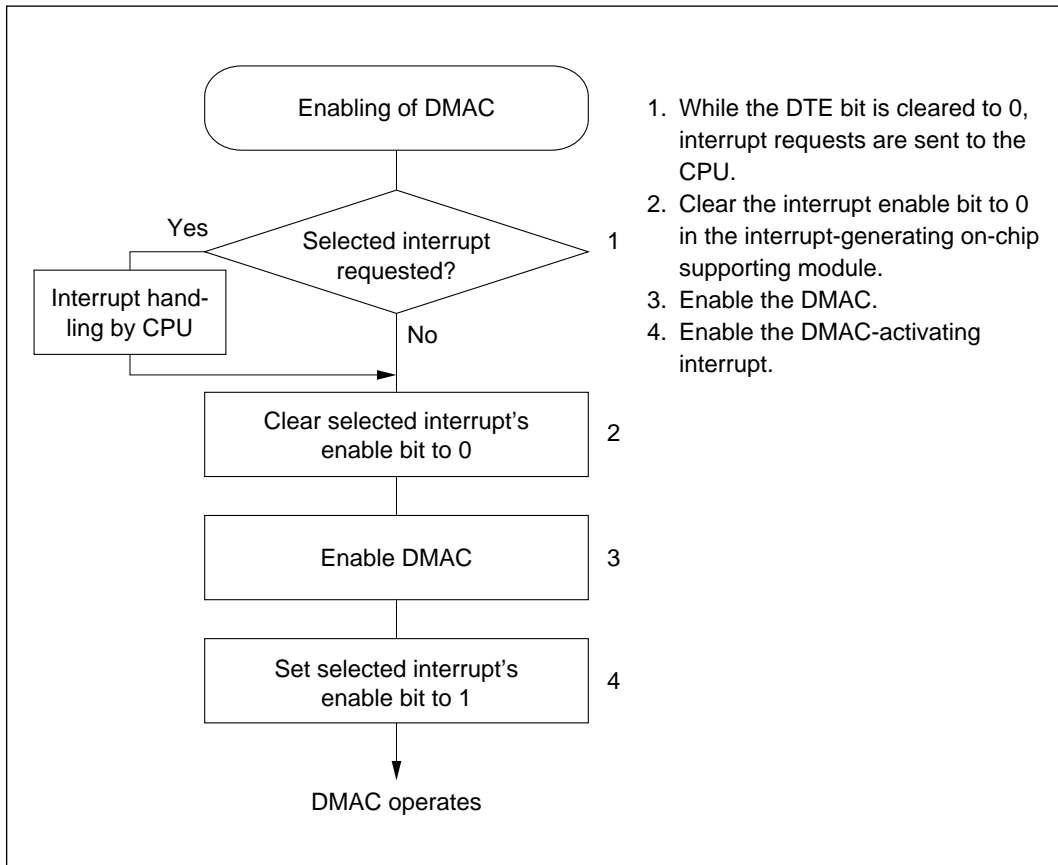 Enabling of DMAC
Yes
Selected interrupt
requested?
1
Interrupt hand-
ling by CPU
No
Clear selected interrupt's
enable bit to 0
2
Enable DMAC
3
Set selected interrupt's
enable bit to 1
4
DMAC operates
1. While the DTE bit is cleared to 0,
interrupt requests are sent to the
CPU.
2. Clear the interrupt enable bit to 0
in the interrupt-generating on-chip
supporting module.
3. Enable the DMAC.
4. Enable the DMAC-activating
interrupt.